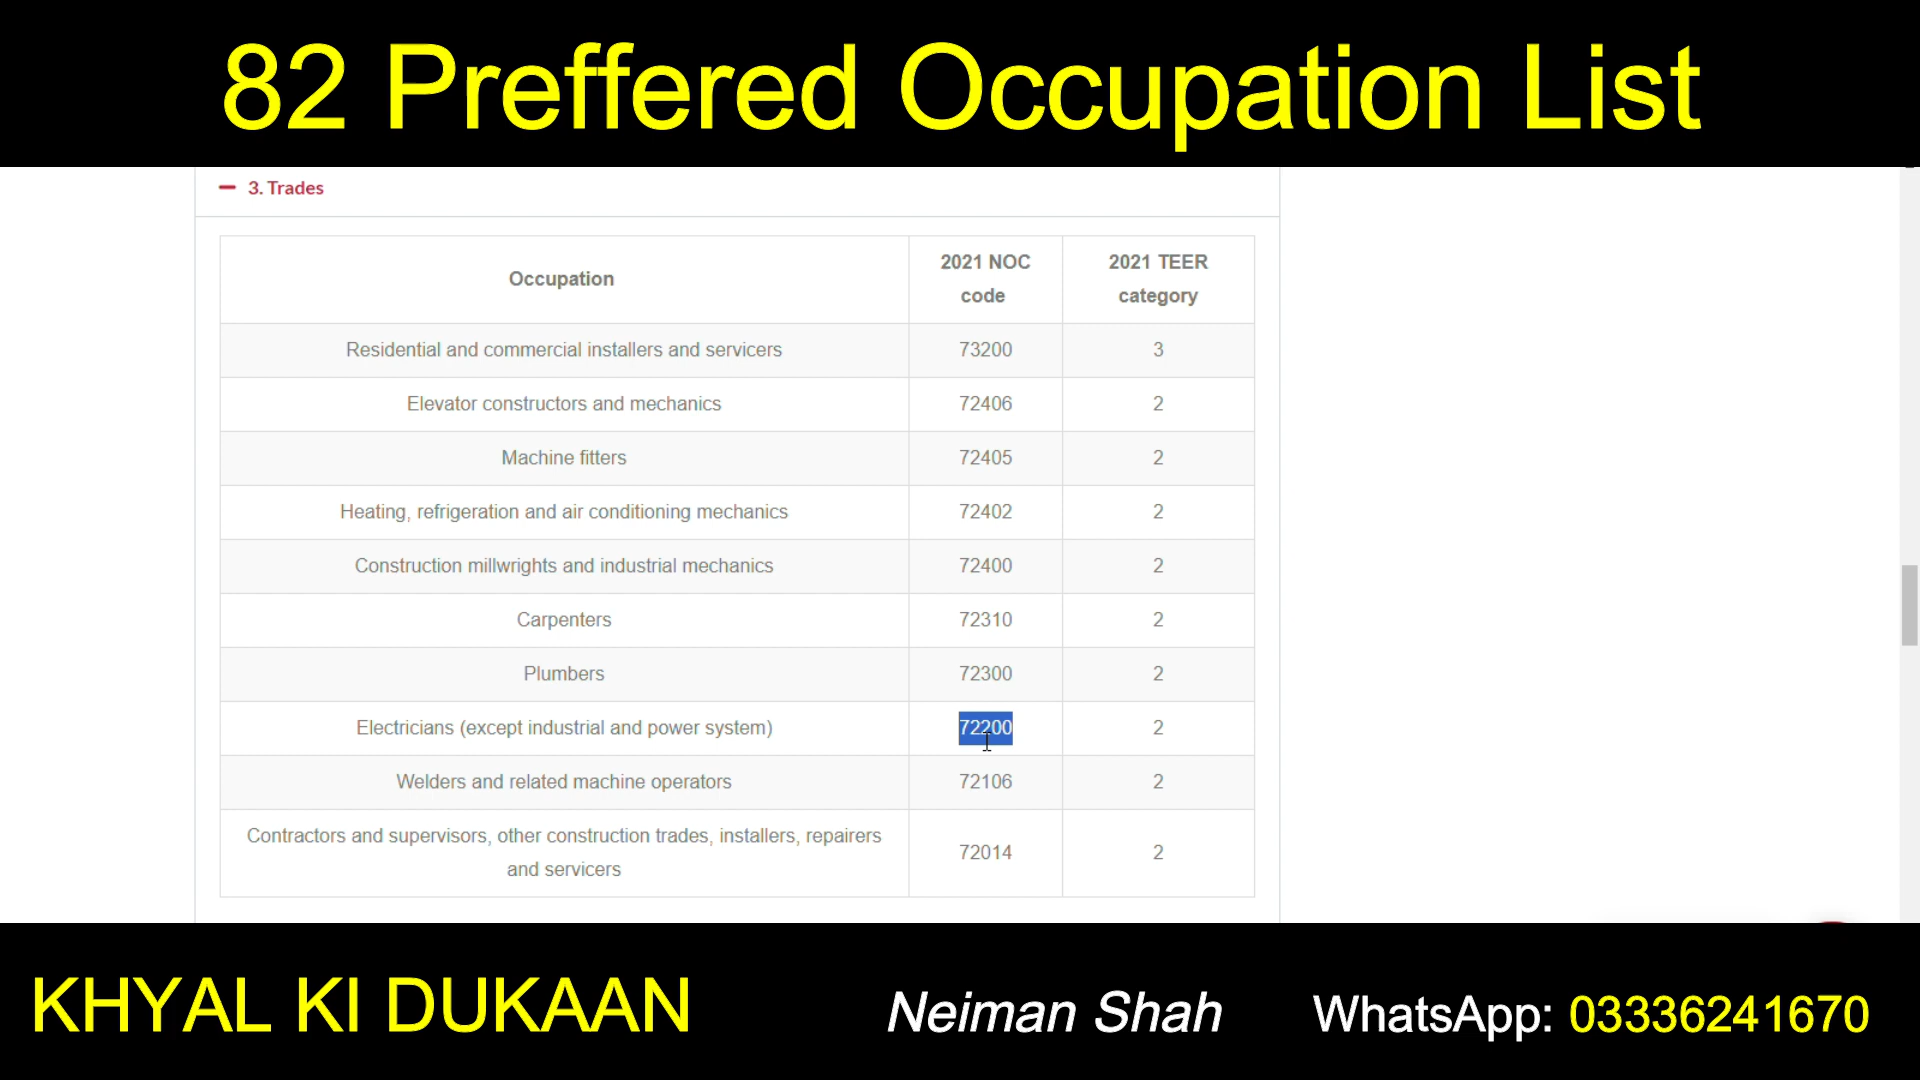 82 Preffered Occupation List
3. Trades
Occupation
2021 NOC
code
2021 TEER
category
Residential and commercial installers and servicers 73200 3
Elevator constructors and mechanics 72406 2
Machine fitters 72405 2
Heating, refrigeration and air conditioning mechanics 72402 2
Construction millwrights and industrial mechanics 72400 2
Carpenters 72310 2
Plumbers 72300 2
Electricians (except industrial and power system) 72200 2
Welders and related machine operators 72106 2
Contractors and supervisors, other construction trades, installers, repairers
and servicers
72014 2
KHYAL KI DUKAAN Neiman Shah WhatsApp: 03336241670